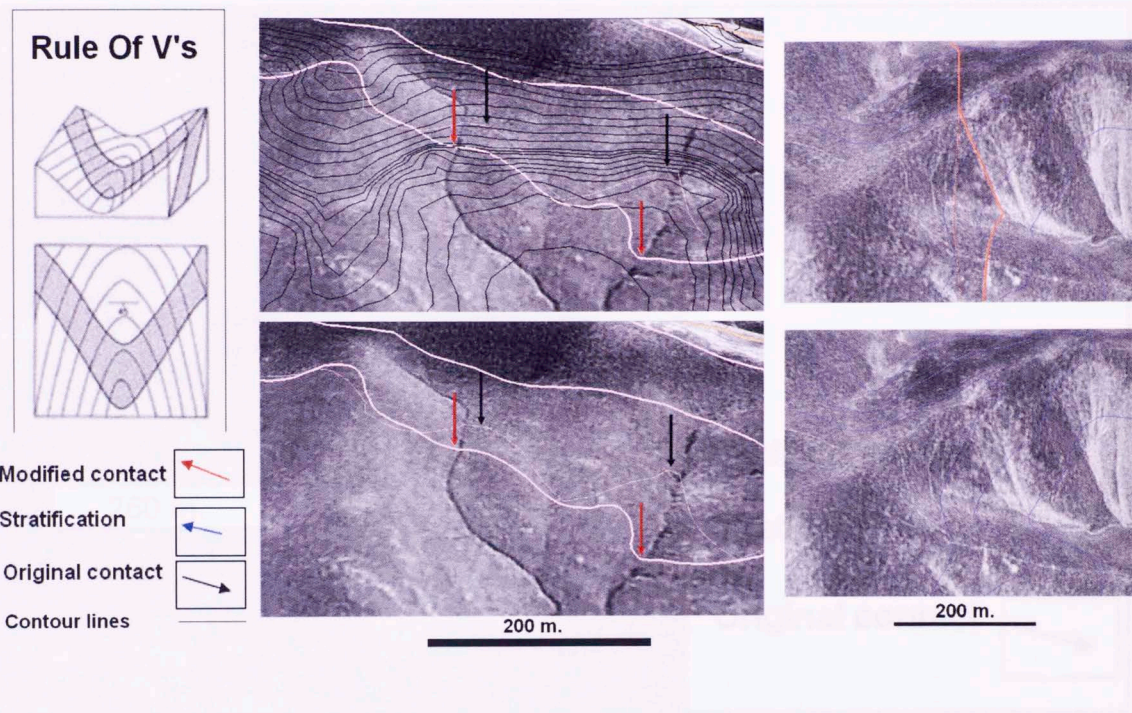 Rule Of V's
Modified contact
Stratification
Original contact
Contour lines
200 m.
200 m.